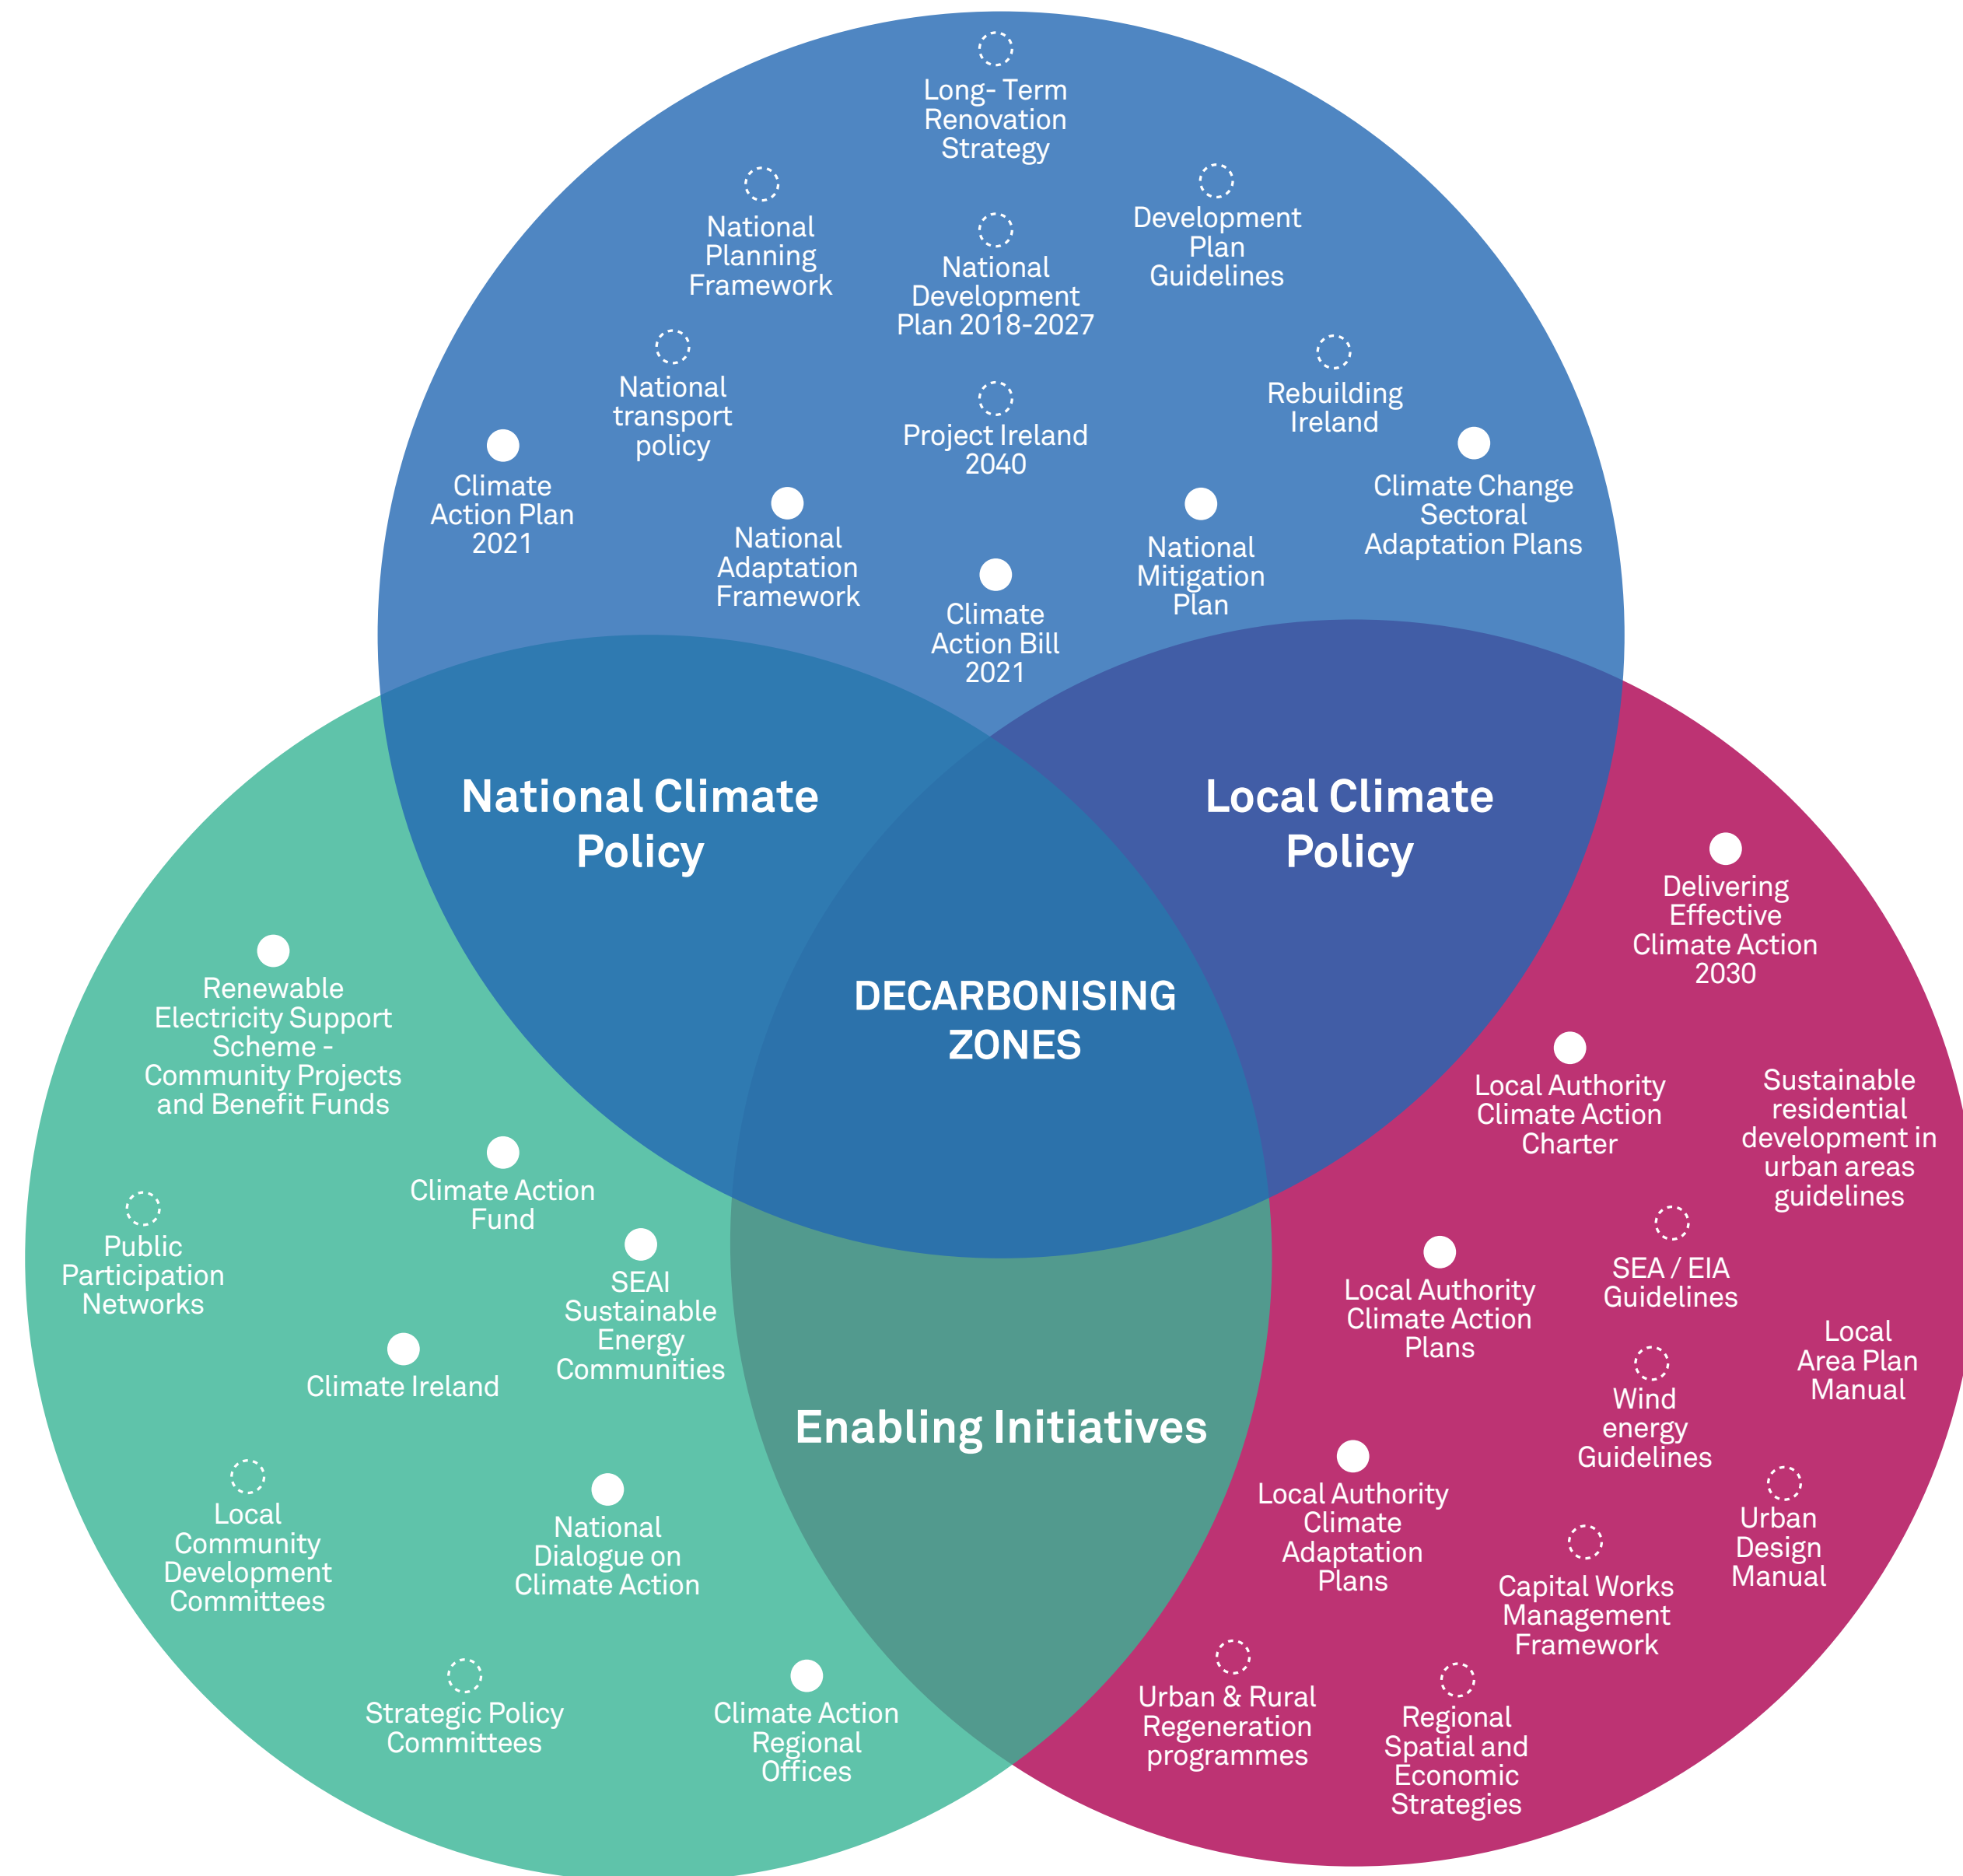 Long- Term
Renovation
Strategy
National
Planning
Framework
National
Development
Plan 2018-2027
Development
Plan
Guidelines
National
transport
policy
Project Ireland
2040
Rebuilding
Ireland
Climate
Action Plan
2021
National
Adaptation
Framework
Climate
Action Bill
2021
National
Mitigation
Plan
Climate Change
Sectoral
Adaptation Plans
National Climate
Policy
Local Climate
Policy
DECARBONISING
ZONES
Enabling Initiatives
Renewable
Electricity Support
Scheme -
Community Projects
and Benefit Funds
Climate Action
Fund
Public
Participation
Networks
SEAI
Sustainable
Energy
Communities
Climate Ireland
Local
Community
Development
Committees
National
Dialogue on
Climate Action
Strategic Policy
Committees
Climate Action
Regional
Offices
Delivering
Effective
Climate Action
2030
Local Authority
Climate Action
Charter
Sustainable
residential
development in
urban areas
guidelines
Local Authority
Climate Action
Plans
SEA / EIA
Guidelines
Local
Area Plan
Manual
Wind
energy
Guidelines
Local Authority
Climate
Adaptation
Plans
Urban
Design
Manual
Capital Works
Management
Framework
Urban & Rural
Regeneration
programmes
Regional
Spatial and
Economic
Strategies